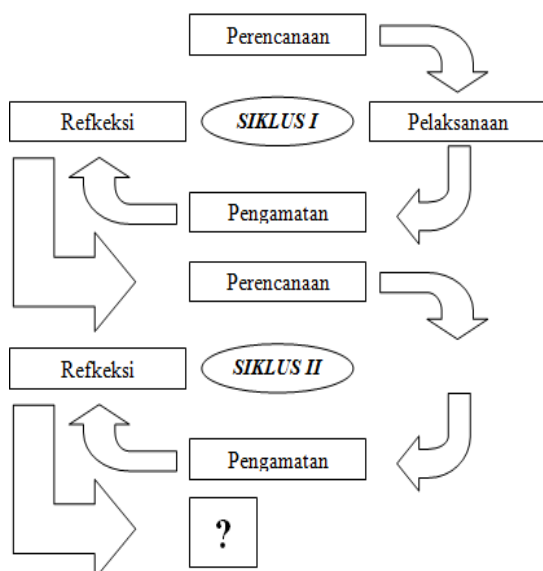 Perencanaan
Refkeksi
SIKLUS I
Pelaksanaan
Pengamatan
Perencanaan
Refkeksi
SIKLUS II
Pengamatan
?